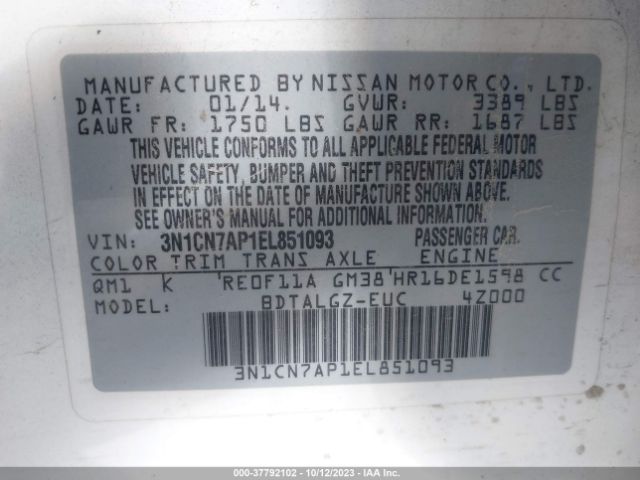 MANUFACTURED BY NISSAN MOTOR CO., LTD.
DATE: 01/14. GVWR: 3389 LBS
GAWR FR: 1750 LBS GAWR RR: 1687 LBS
THIS VEHICLE CONFORMS TO ALL APPLICABLE FEDERAL MOTOR
VEHICLE SAFETY, BUMPER AND THEFT PREVENTION STANDARDS
IN EFFECT ON THE DATE OF MANUFACTURE SHOWN ABOVE.
SEE OWNER'S MANUAL FOR ADDITIONAL INFORMATION.
VIN: 3N1CN7AP1EL851093 PASSENGER CAR.
COLOR TRIM TRANS AXLE ENGINE
QM1 K 'RE0F11A GM38'HR16DE1598 CC
MODEL: BDTALGZ-EUC 4Z000
3N1CN7AP1EL851093
000-37792102 - 10/12/2023 - IAA Inc.